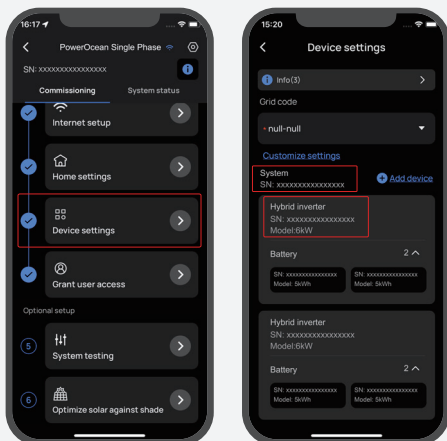 16:17
PowerOcean Single Phase
SN: xxxxxxxxxxxxxxxx
Commissioning System status
Internet setup
Home settings
Device settings
Grant user access
Optional setup
5 System testing
6 Optimize solar against shade
15:20
Device settings
Info(3)
Grid code
• null-null
Customize settings
System
SN: xxxxxxxxxxxxxxxx
Add device
Hybrid inverter
SN: xxxxxxxxxxxxxxxx
Model:6kW
Battery 2
SN: xxxxxxxxxxxxxxxx SN: xxxxxxxxxxxxxxxx
Model: 5kWh Model: 5kWh
Hybrid inverter
SN: xxxxxxxxxxxxxxxx
Model:6kW
Battery 2
SN: xxxxxxxxxxxxxxxx SN: xxxxxxxxxxxxxxxx
Model: 5kWh Model: 5kWh